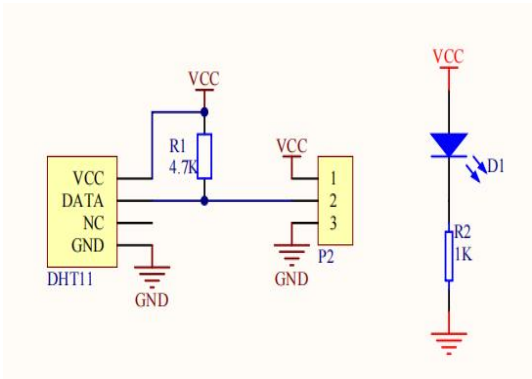 VCC
R1
4.7K
VCC
DATA
NC
GND
DHT11
GND
VCC
1
2
3
GND
P2
VCC
D1
R2
1K